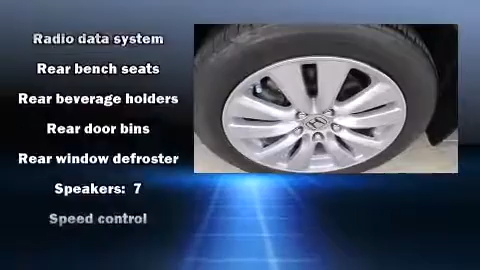 Radio data system
Rear bench seats
Rear beverage holders
Rear door bins
Rear window defroster
Speakers: 7
Speed control